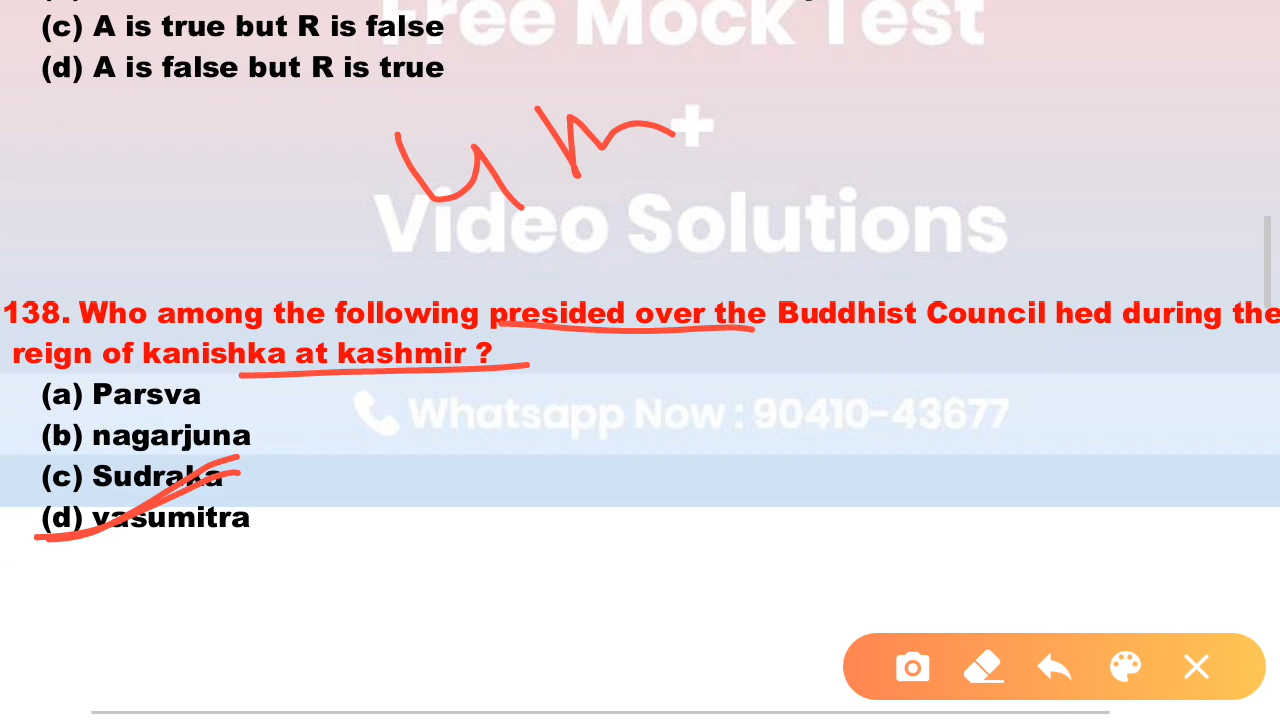 (c) A is true but R is false
Free Mock Test
(d) A is false but R is true
+
Video Solutions
138. Who among the following presided over the Buddhist Council hed during the
reign of kanishka at kashmir ?
(a) Parsva
Whatsapp Now : 90410-43677
(b) nagarjuna
(c) Sudraka
(d) vasumitra